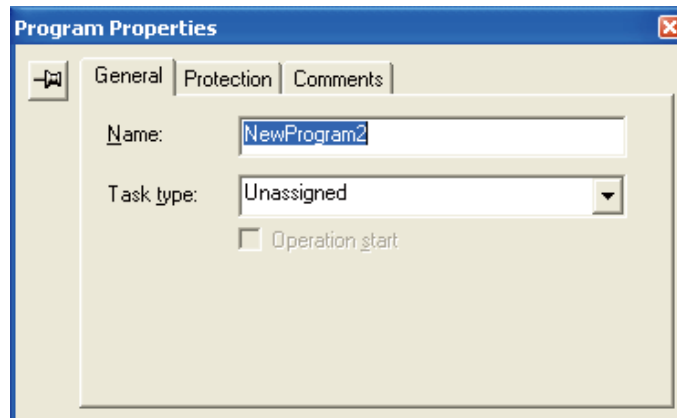 Program Properties
General Protection Comments
Name: NewProgram2
Task type: Unassigned
Operation start